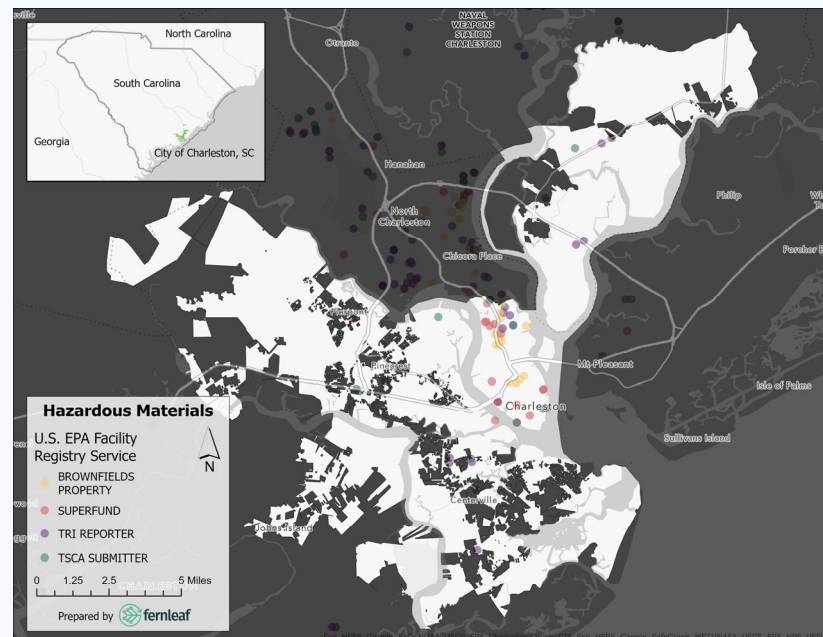 North Carolina
South Carolina
Georgia
City of Charleston, SC
sville
Otranto
NAVAL
WEAPONS
STATION
CHARLESTON
Hanahan
North
Charleston
Chicora Place
Philip
Porcher
Mt Pleasant
Isle of Palms
Sullivans Island
Pinecrest
Charleston
Centerville
Johns Island
Hazardous Materials
U.S. EPA Facility
Registry Service
N
BROWNFIELDS
PROPERTY
SUPERFUND
TRI REPORTER
TSCA SUBMITTER
0 1.25 2.5 5 Miles
CHARLESTON
Prepared by fernleaf